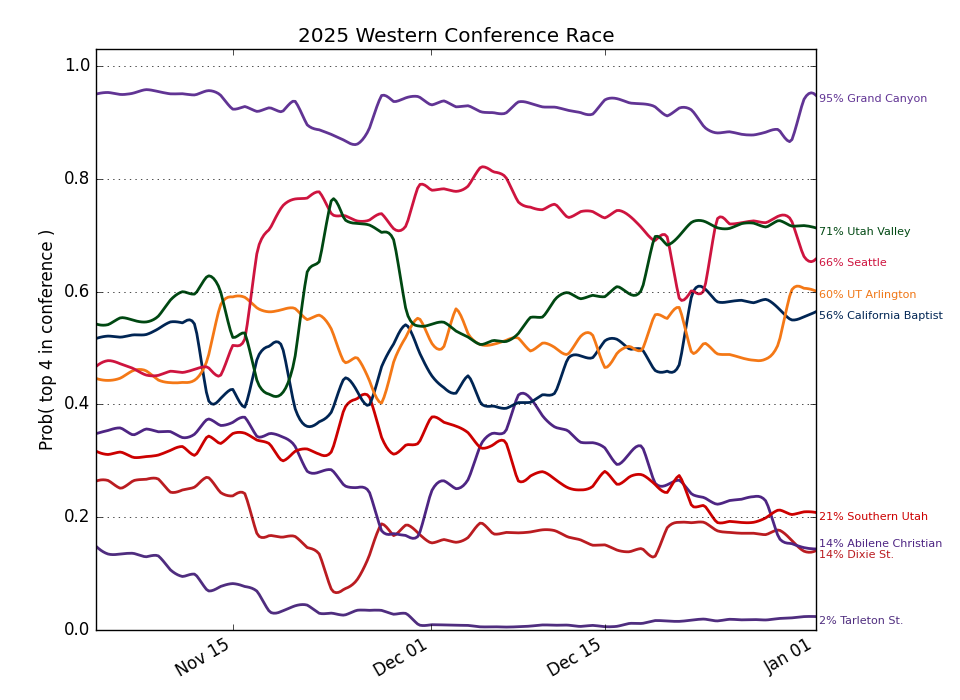 2025 Western Conference Race
Prob( top 4 in conference )
1.0
0.8
0.6
0.4
0.2
0.0
Nov 15
Dec 01
Dec 15
Jan 01
95% Grand Canyon
71% Utah Valley
66% Seattle
60% UT Arlington
56% California Baptist
21% Southern Utah
14% Abilene Christian
14% Dixie St.
2% Tarleton St.